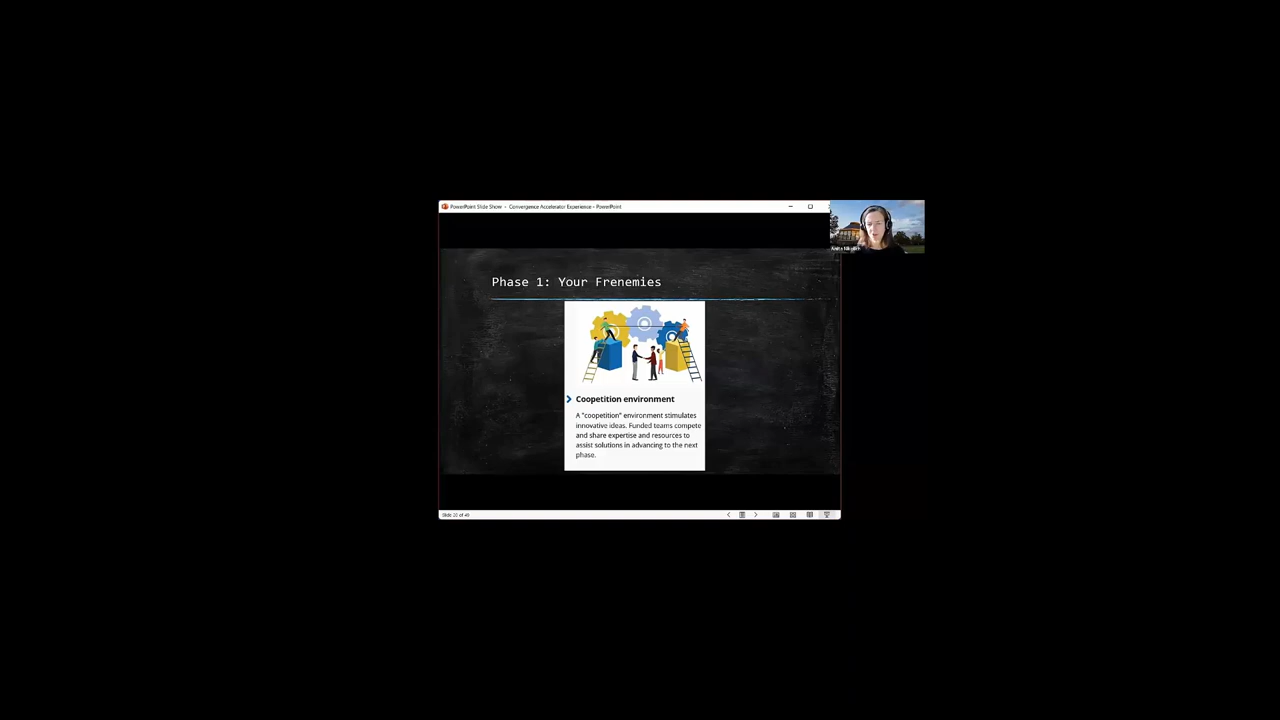 PowerPoint Slide Show - Convergence Accelerator Experience - PowerPoint
Phase 1: Your Frenemies
Coopetition environment
A "coopetition" environment stimulates
innovative ideas. Funded teams compete
and share expertise and resources to
assist solutions in advancing to the next
phase.